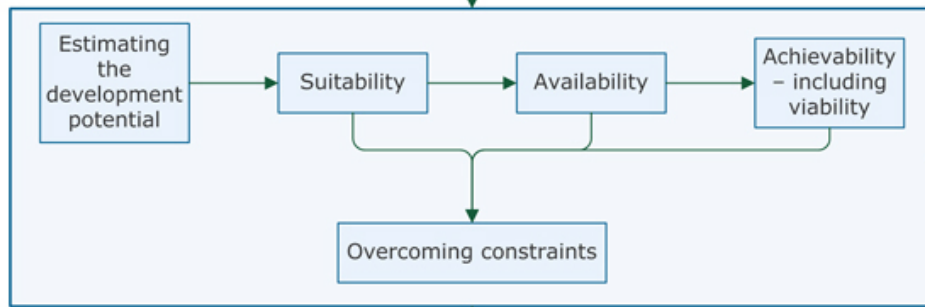 Estimating
the
development
potential
Suitability
Availability
Achievability
– including
viability
Overcoming constraints